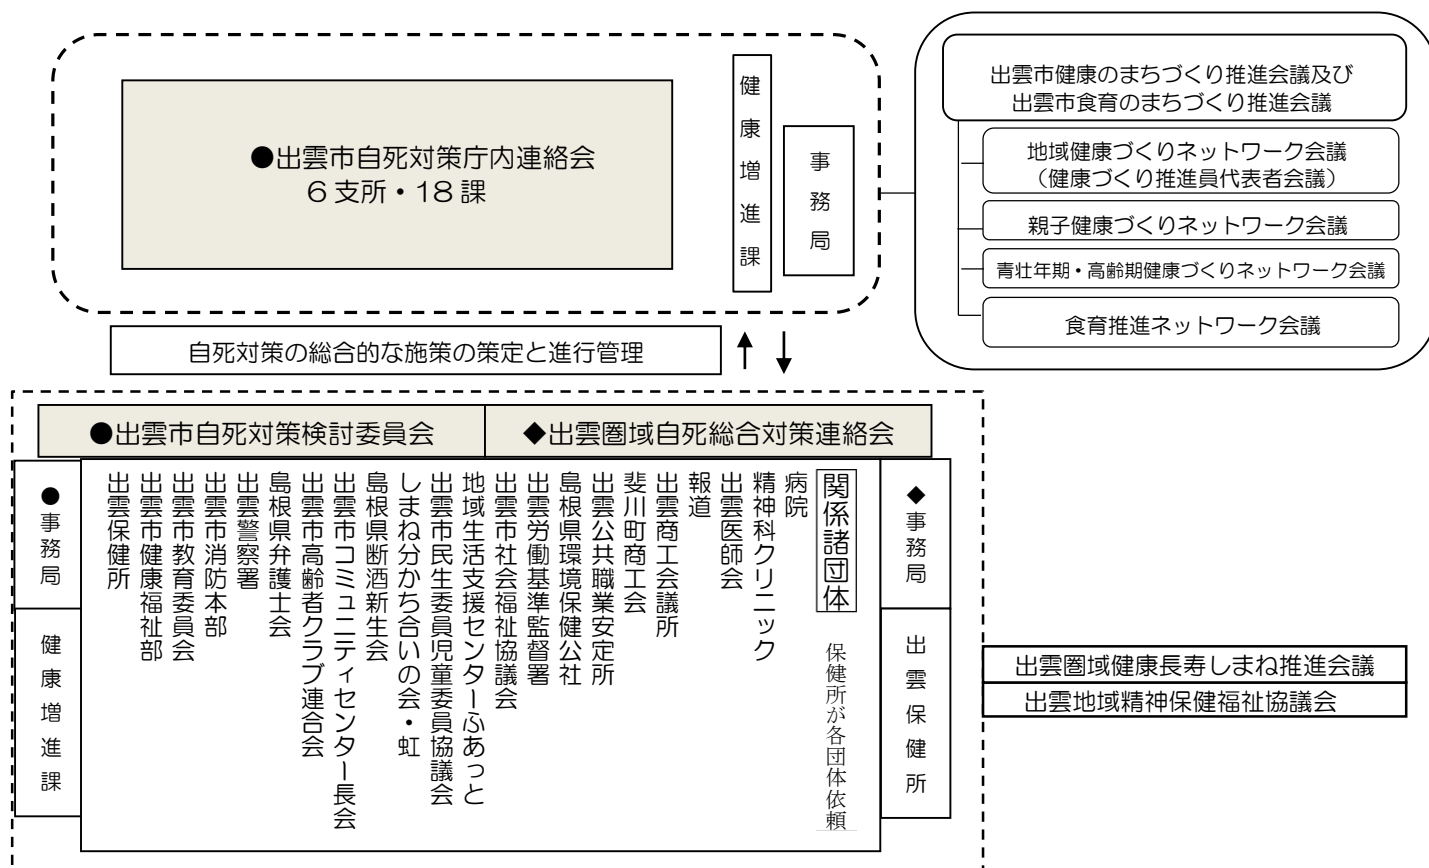 ●出雲市自死対策庁内連絡会
６支所・18課
健康増進課
事務局
出雲市健康のまちづくり推進会議及び
出雲市食育のまちづくり推進会議
地域健康づくりネットワーク会議
（健康づくり推進員代表者会議）
親子健康づくりネットワーク会議
青壮年期・高齢期健康づくりネットワーク会議
食育推進ネットワーク会議
自死対策の総合的な施策の策定と進行管理
●出雲市自死対策検討委員会
◆出雲圏域自死総合対策連絡会
◆事務局
出雲保健所
関係諸団体
保健所が各団体依頼
病院
精神科クリニック
出雲医師会
報道
出雲商工会議所
斐川町商工会
出雲公共職業安定所
島根県環境保健公社
出雲労働基準監督署
出雲市社会福祉協議会
地域生活支援センターふあっと
出雲市民生委員児童委員協議会
しまね分かち合いの会・虹
島根県断酒新生会
出雲市コミュニティセンター長会
出雲市高齢者クラブ連合会
島根県弁護士会
出雲警察署
出雲市消防本部
出雲市教育委員会
出雲市健康福祉部
出雲保健所
●事務局
健康増進課
出雲圏域健康長寿しまね推進会議
出雲地域精神保健福祉協議会